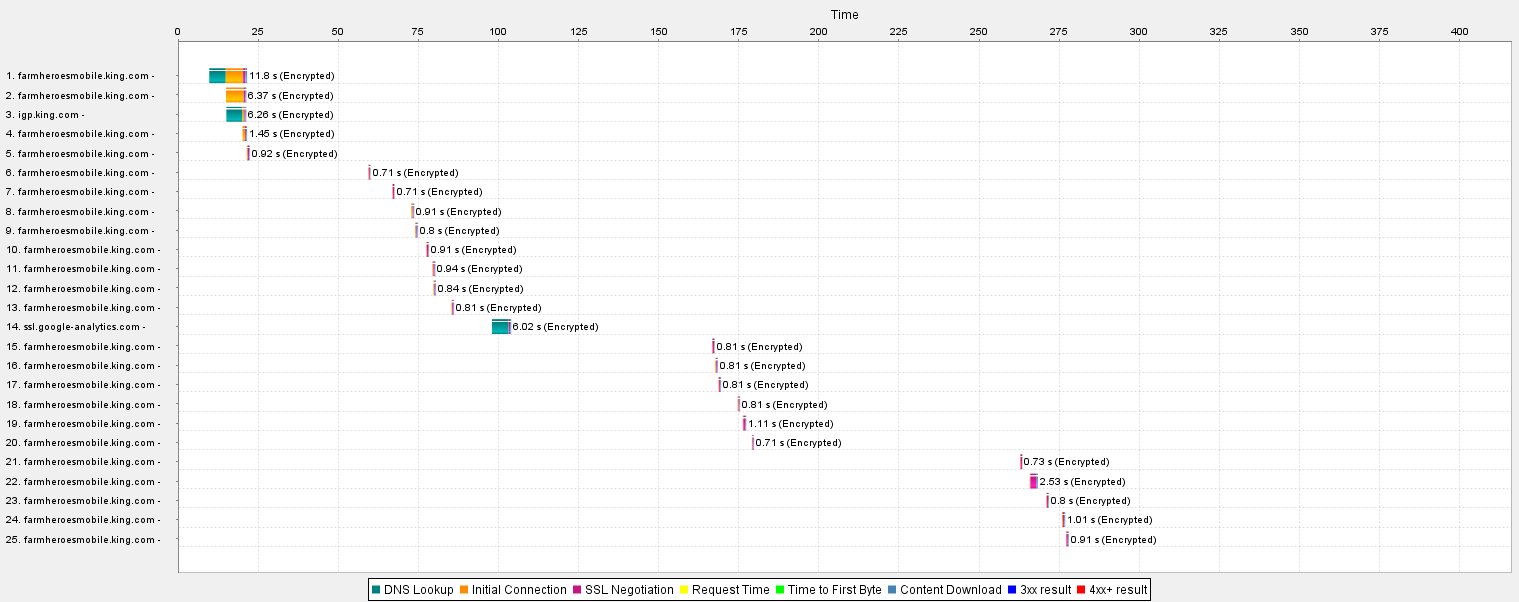 Time
0 25 50 75 100 125 150 175 200 225 250 275 300 325 350 375 400
1. farmheroesmobile.king.com - 11.8 s (Encrypted)
2. farmheroesmobile.king.com - 6.37 s (Encrypted)
3. igp.king.com - 6.26 s (Encrypted)
4. farmheroesmobile.king.com - 1.45 s (Encrypted)
5. farmheroesmobile.king.com - 0.92 s (Encrypted)
6. farmheroesmobile.king.com - 0.71 s (Encrypted)
7. farmheroesmobile.king.com - 0.71 s (Encrypted)
8. farmheroesmobile.king.com - 0.91 s (Encrypted)
9. farmheroesmobile.king.com - 0.8 s (Encrypted)
10. farmheroesmobile.king.com - 0.91 s (Encrypted)
11. farmheroesmobile.king.com - 0.94 s (Encrypted)
12. farmheroesmobile.king.com - 0.84 s (Encrypted)
13. farmheroesmobile.king.com - 0.81 s (Encrypted)
14. ssl.google-analytics.com - 6.02 s (Encrypted)
15. farmheroesmobile.king.com - 0.81 s (Encrypted)
16. farmheroesmobile.king.com - 0.81 s (Encrypted)
17. farmheroesmobile.king.com - 0.81 s (Encrypted)
18. farmheroesmobile.king.com - 0.81 s (Encrypted)
19. farmheroesmobile.king.com - 1.11 s (Encrypted)
20. farmheroesmobile.king.com - 0.71 s (Encrypted)
21. farmheroesmobile.king.com - 0.73 s (Encrypted)
22. farmheroesmobile.king.com - 2.53 s (Encrypted)
23. farmheroesmobile.king.com - 0.8 s (Encrypted)
24. farmheroesmobile.king.com - 1.01 s (Encrypted)
25. farmheroesmobile.king.com - 0.91 s (Encrypted)
DNS Lookup Initial Connection SSL Negotiation Request Time Time to First Byte Content Download 3xx result 4xx+ result